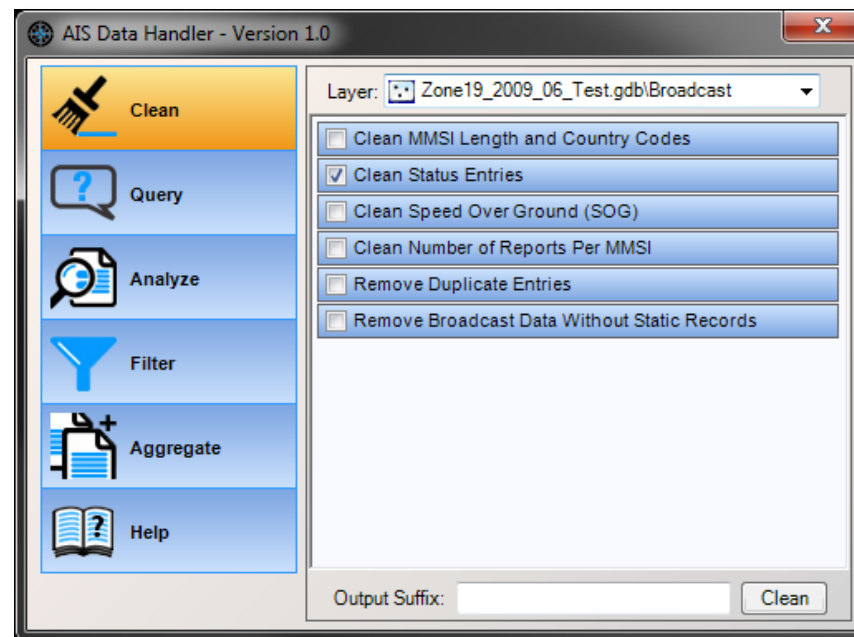 AIS Data Handler - Version 1.0
Clean
Query
Analyze
Filter
Aggregate
Help
Layer: Zone19_2009_06_Test.gdb\Broadcast
Clean MMSI Length and Country Codes
Clean Status Entries
Clean Speed Over Ground (SOG)
Clean Number of Reports Per MMSI
Remove Duplicate Entries
Remove Broadcast Data Without Static Records
Output Suffix: Clean